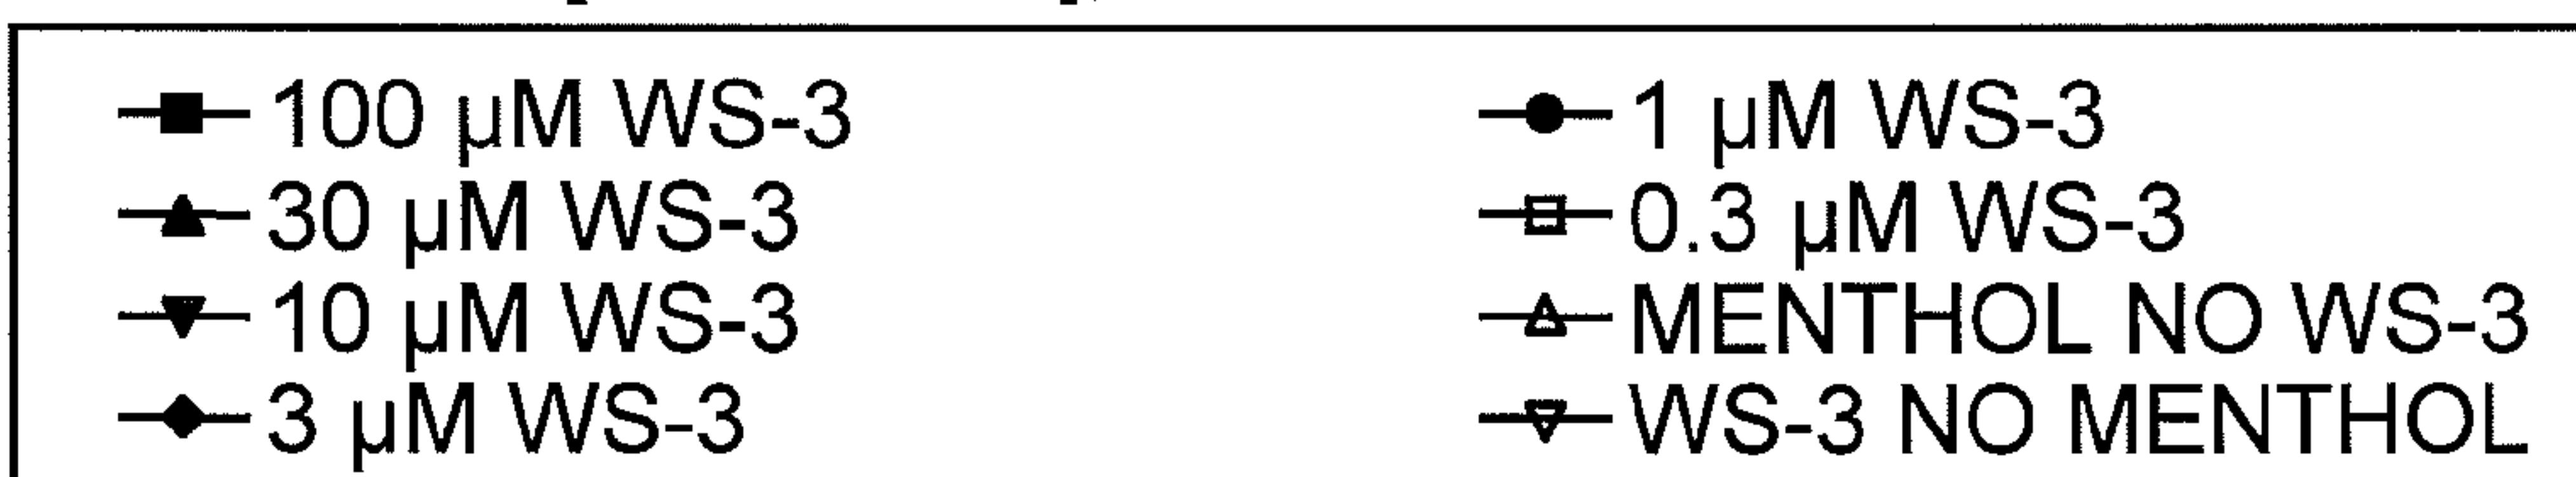 100 µM WS-3
30 µM WS-3
10 µM WS-3
3 µM WS-3
1 µM WS-3
0.3 µM WS-3
MENTHOL NO WS-3
WS-3 NO MENTHOL